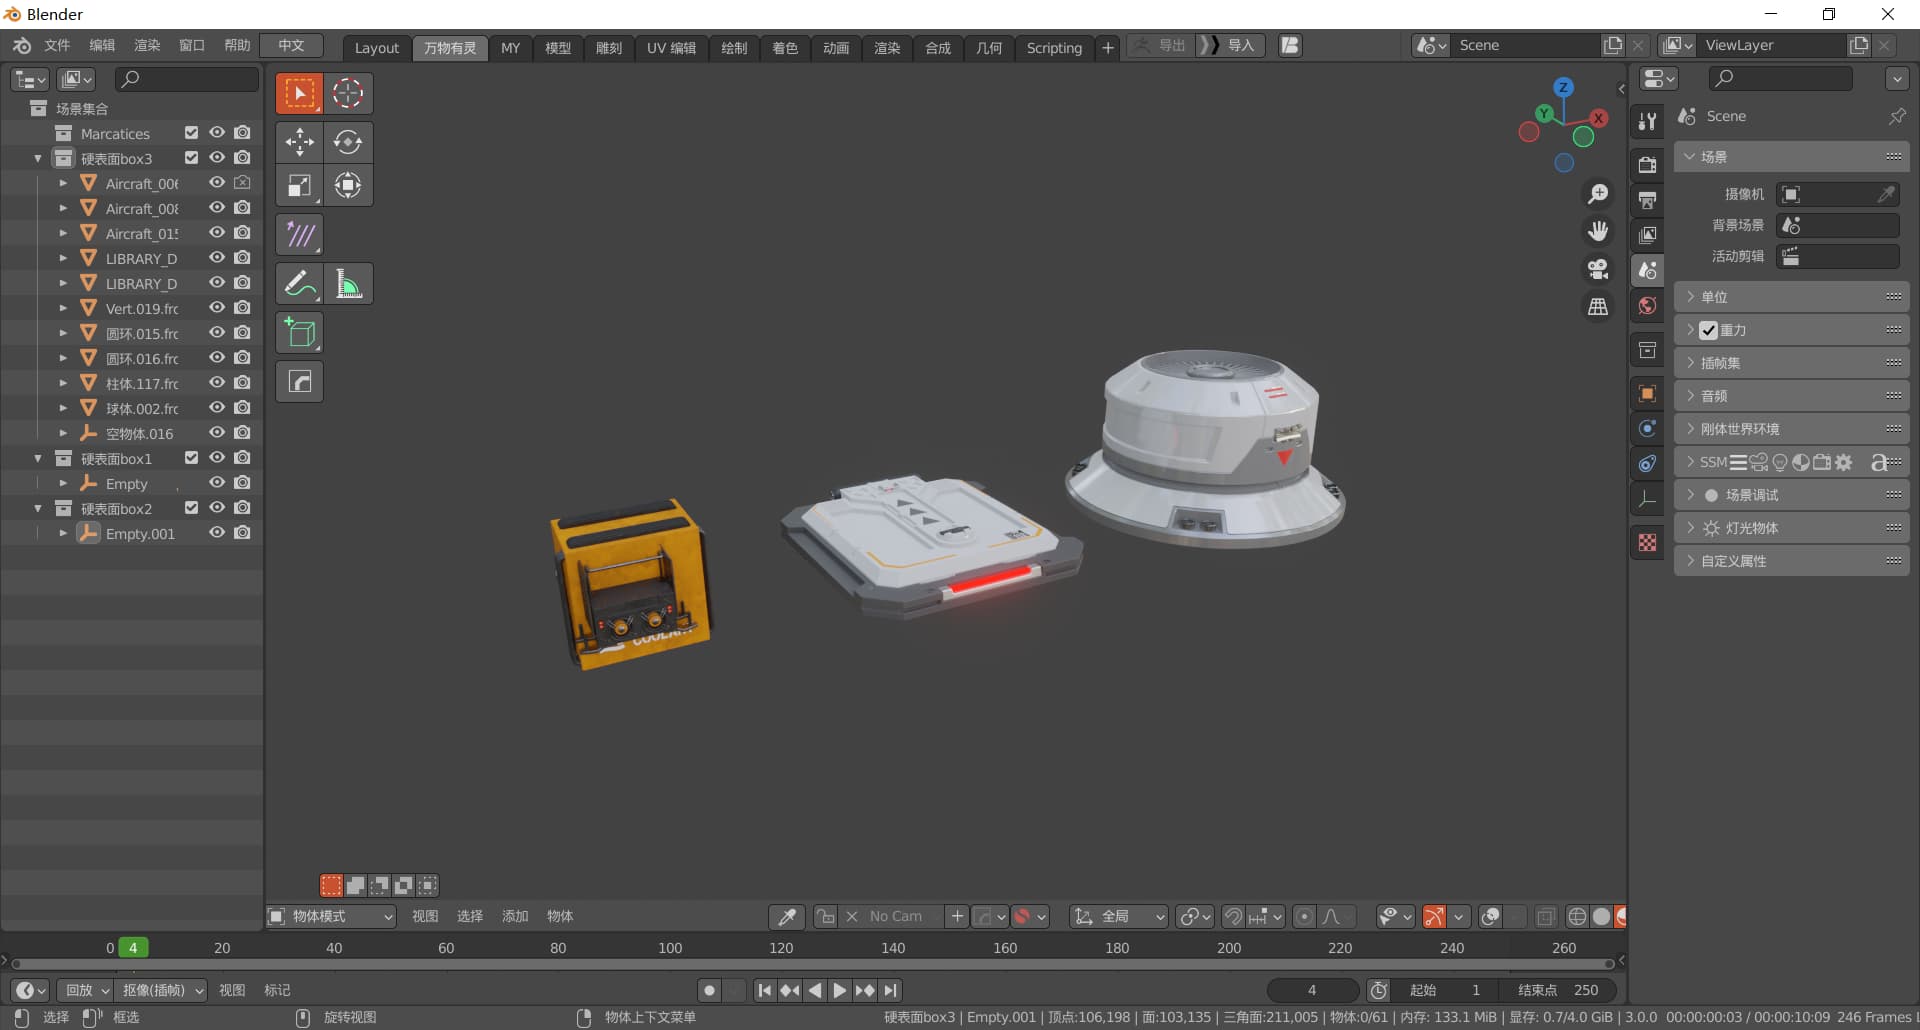 Blender
文件 编辑 渲染 窗口 帮助 中文 Layout 万物有灵 MY 模型 雕刻 UV 编辑 绘制 着色 动画 渲染 合成 几何 Scripting + 导出 导入 Scene ViewLayer
场景集合
Marcatices
硬表面box3
Aircraft_006
Aircraft_008
Aircraft_015
LIBRARY_D
LIBRARY_D
Vert.019.frc
圆环.015.frc
圆环.016.frc
柱体.117.frc
球体.002.frc
空物体.016
硬表面box1
Empty
硬表面box2
Empty.001
Z
Y
X
COOLANT
Scene
场景
摄像机
背景场景
活动剪辑
单位
重力
插帧集
音频
刚体世界环境
SSM
场景调试
灯光物体
自定义属性
物体模式 视图 选择 添加 物体 No Cam 全局
0 4 20 40 60 80 100 120 140 160 180 200 220 240 260
回放 抠像(插帧) 视图 标记 4 起始 1 结束点 250
选择 框选 旋转视图 物体上下文菜单 硬表面box3 | Empty.001 | 顶点:106,198 | 面:103,135 | 三角面:211,005 | 物体:0/61 | 内存: 133.1 MiB | 显存: 0.7/4.0 GiB | 3.0.0 00:00:00:03 / 00:00:10:09 246 Frames L